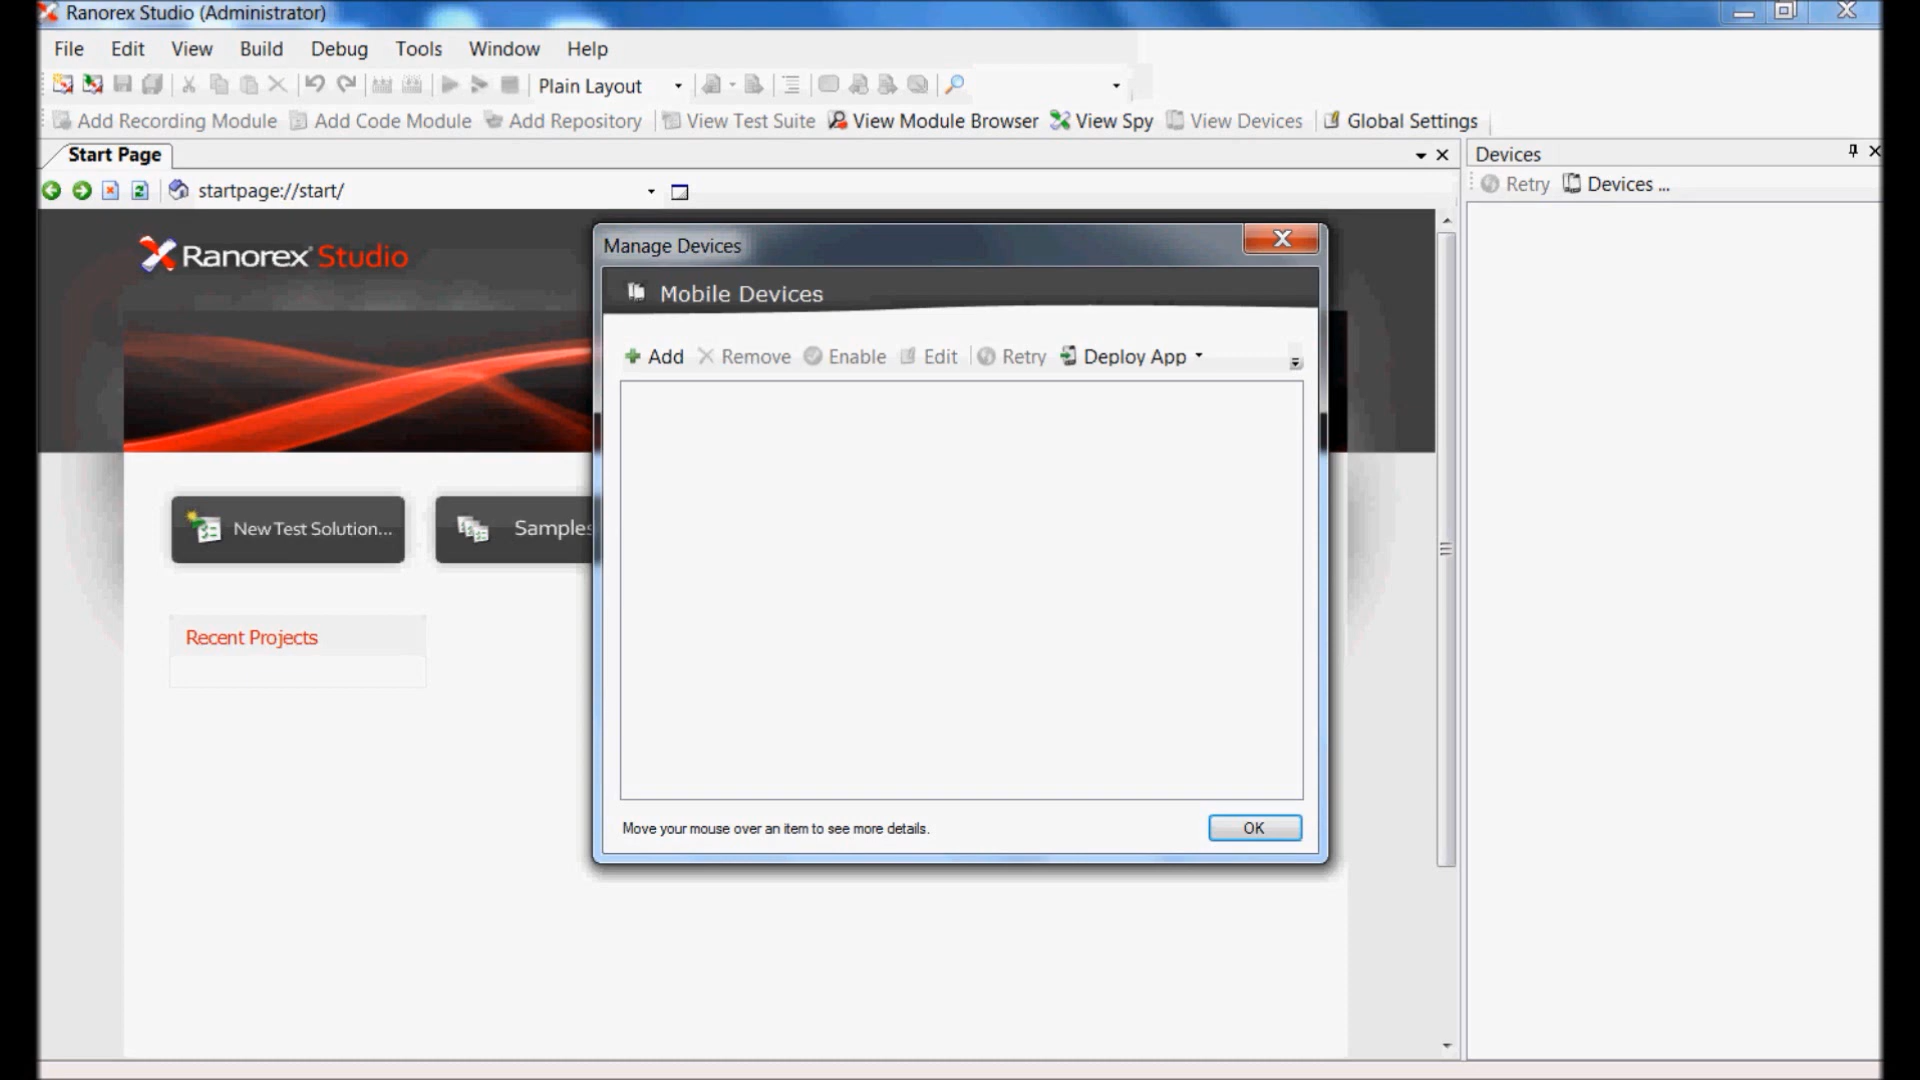 Ranorex Studio (Administrator)
File Edit View Build Debug Tools Window Help
Plain Layout
Add Recording Module Add Code Module Add Repository View Test Suite View Module Browser View Spy View Devices Global Settings
Start Page
Devices
startpage://start/
Retry Devices ...
Ranorex Studio
Manage Devices
Mobile Devices
Add Remove Enable Edit Retry Deploy App
New Test Solution...
Samples
Recent Projects
Move your mouse over an item to see more details.
OK